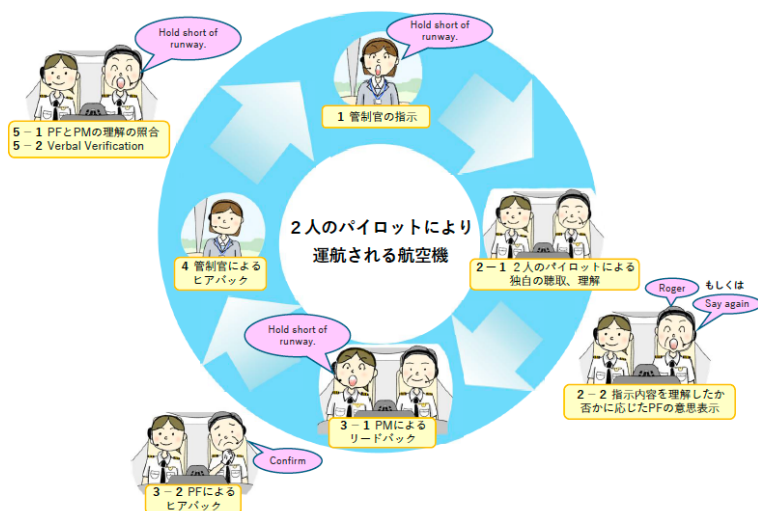 Hold short of
runway.
1 管制官の指示
2人のパイロットにより
運航される航空機
2－1 2人のパイロットによる
独自の聴取、理解
Roger
もしくは
Say again
2－2 指示内容を理解したか
否かに応じたPFの意思表示
Hold short of
runway.
3－1 PMによる
リードバック
Confirm
3－2 PFによる
ヒアバック
4 管制官による
ヒアバック
Hold short of
runway.
5－1 PFとPMの理解の照合
5－2 Verbal Verification